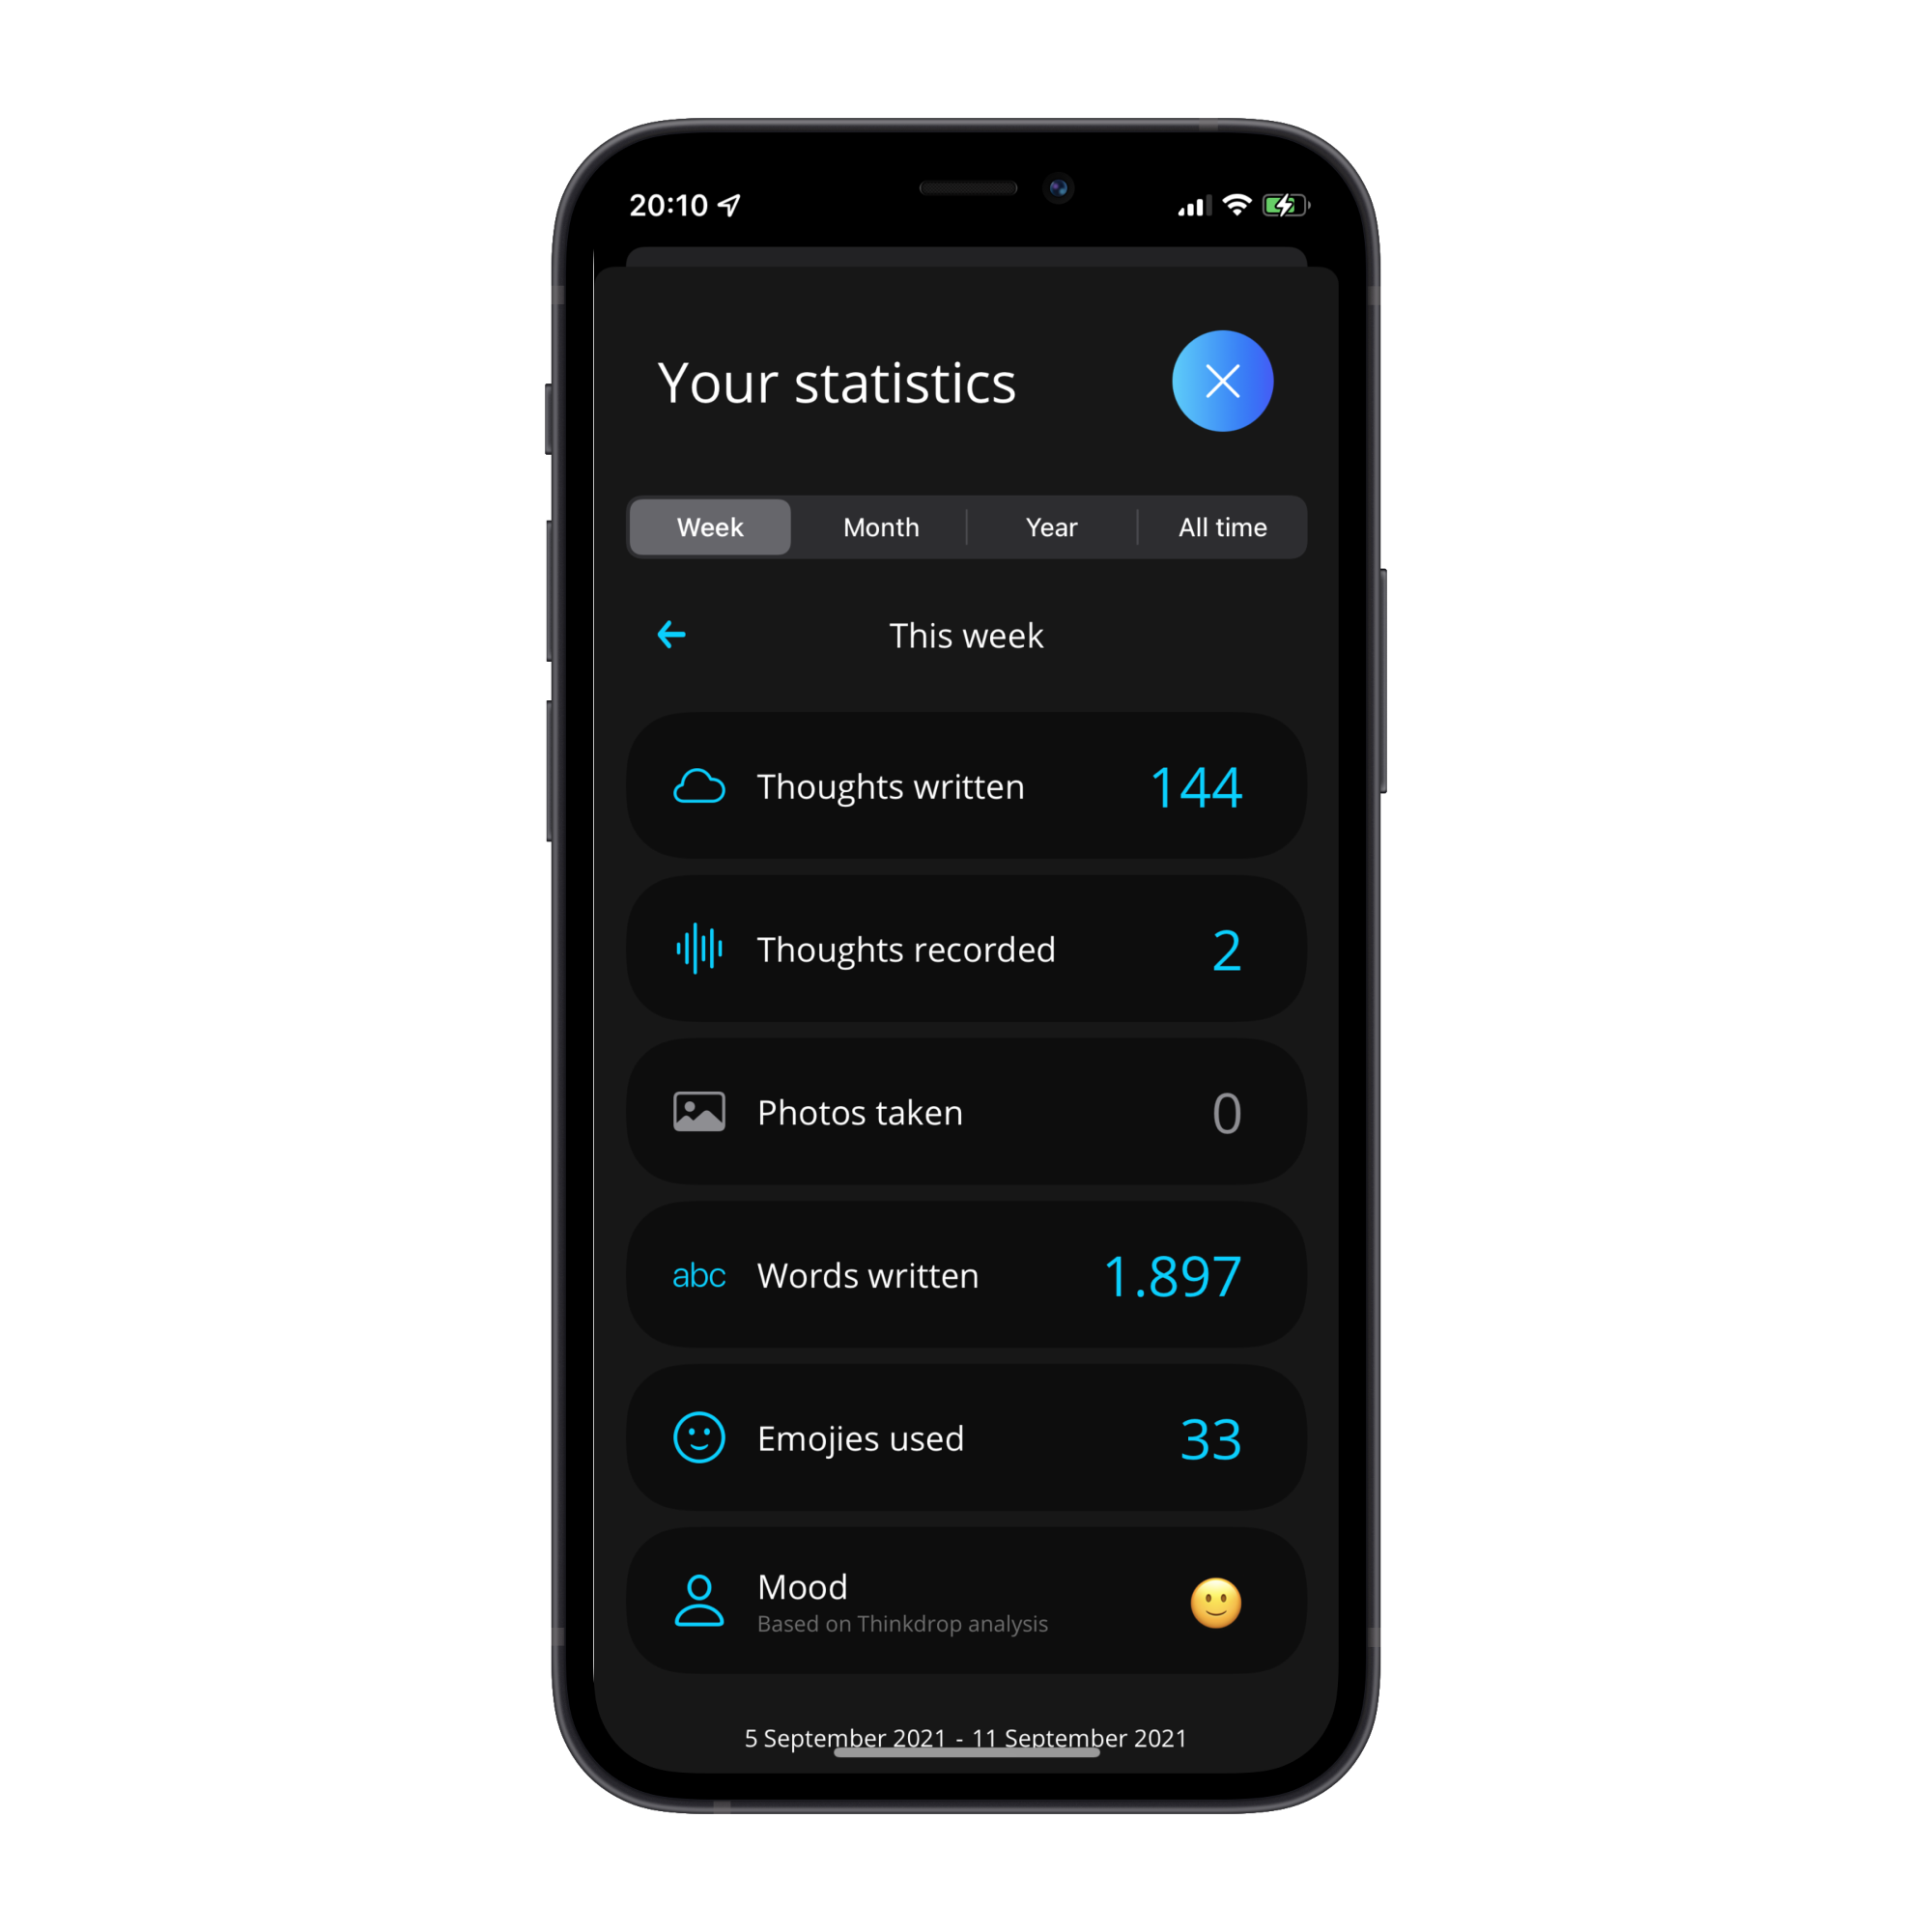 20:10
Your statistics
Week Month Year All time
This week
Thoughts written 144
Thoughts recorded 2
Photos taken 0
abc Words written 1.897
Emojies used 33
Mood
Based on Thinkdrop analysis
5 September 2021 - 11 September 2021